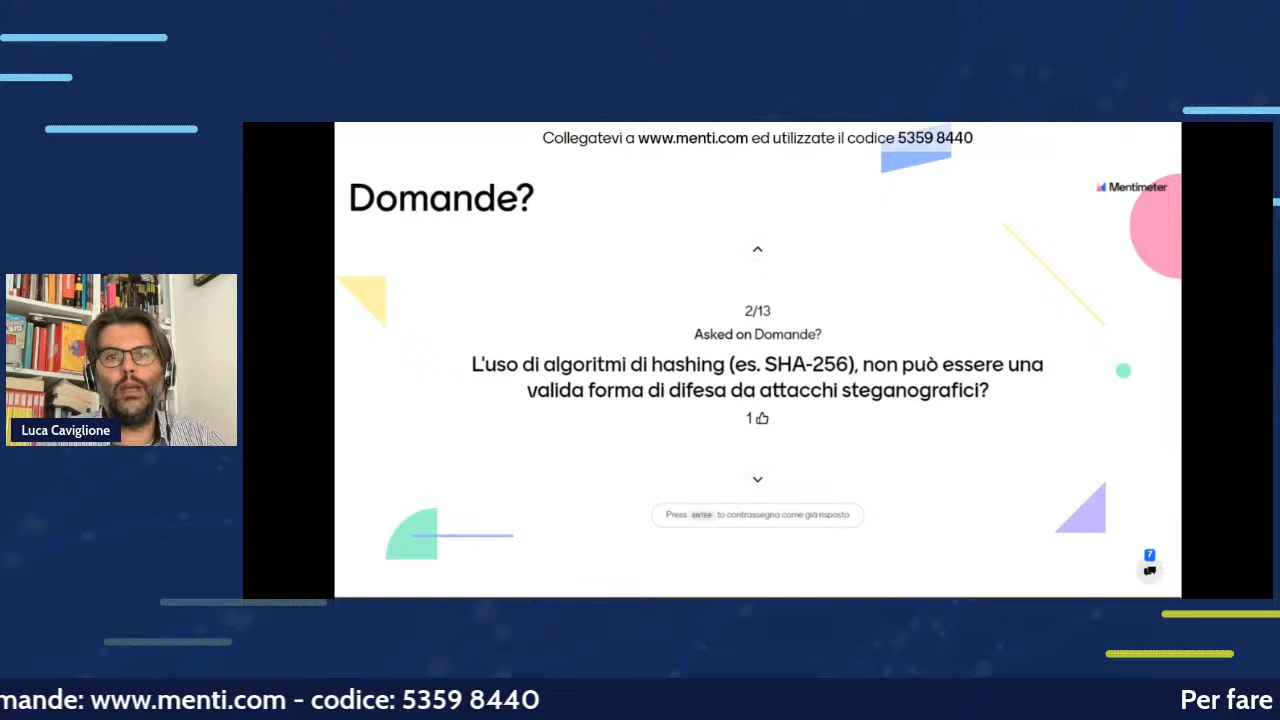 Collegatevi a www.menti.com ed utilizzate il codice 5359 8440
Mentimeter
Domande?
2/13
Asked on Domande?
L'uso di algoritmi di hashing (es. SHA-256), non può essere una
valida forma di difesa da attacchi steganografici?
1
Press ENTER to contrassegna come già risposto
7
Luca Caviglione
mande: www.menti.com - codice: 5359 8440
Per fare